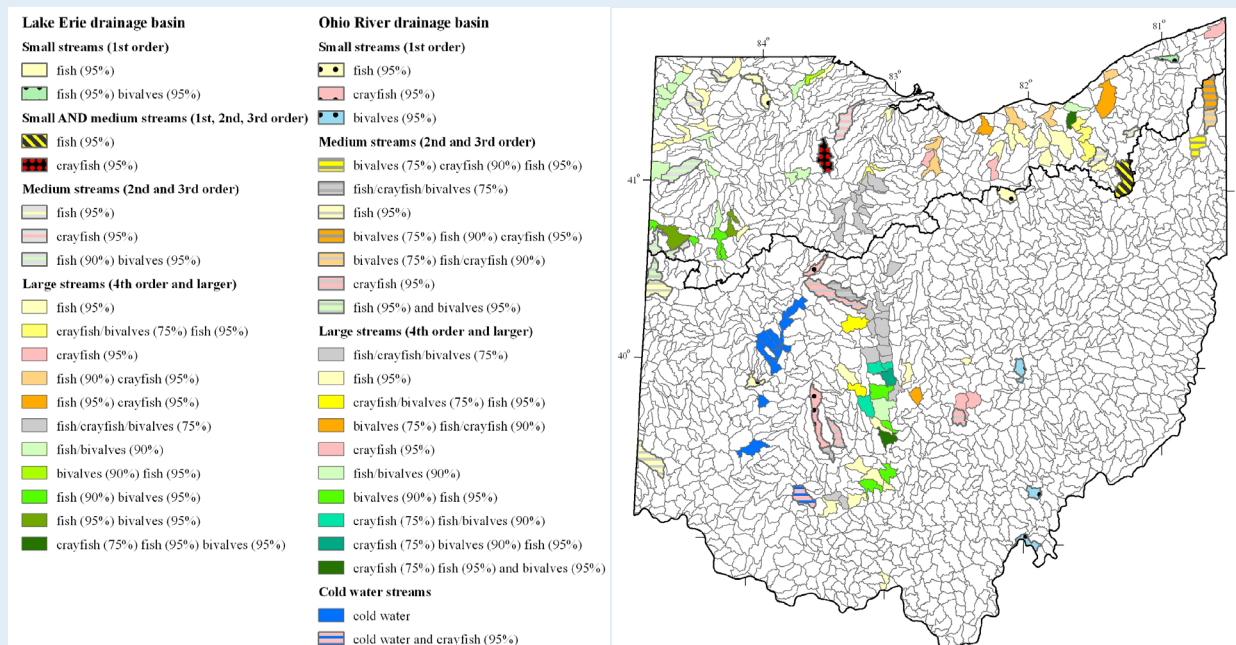 Lake Erie drainage basin
Small streams (1st order)
fish (95%)
fish (95%) bivalves (95%)
Small AND medium streams (1st, 2nd, 3rd order)
fish (95%)
crayfish (95%)
Medium streams (2nd and 3rd order)
fish (95%)
crayfish (95%)
fish (90%) bivalves (95%)
Large streams (4th order and larger)
fish (95%)
crayfish/bivalves (75%) fish (95%)
crayfish (95%)
fish (90%) crayfish (95%)
fish (95%) crayfish (95%)
fish/crayfish/bivalves (75%)
fish/bivalves (90%)
bivalves (90%) fish (95%)
fish (90%) bivalves (95%)
fish (95%) bivalves (95%)
crayfish (75%) fish (95%) bivalves (95%)
Ohio River drainage basin
Small streams (1st order)
fish (95%)
crayfish (95%)
bivalves (95%)
Medium streams (2nd and 3rd order)
bivalves (75%) crayfish (90%) fish (95%)
fish/crayfish/bivalves (75%)
fish (95%)
bivalves (75%) fish (90%) crayfish (95%)
bivalves (75%) fish/crayfish (90%)
crayfish (95%)
fish (95%) and bivalves (95%)
Large streams (4th order and larger)
fish/crayfish/bivalves (75%)
fish (95%)
crayfish/bivalves (75%) fish (95%)
bivalves (75%) fish/crayfish (90%)
crayfish (95%)
fish/bivalves (90%)
bivalves (90%) fish (95%)
crayfish (75%) fish/bivalves (90%)
crayfish (75%) bivalves (90%) fish (95%)
crayfish (75%) fish (95%) and bivalves (95%)
Cold water streams
cold water
cold water and crayfish (95%)
81°
84°
83°
82°
41°
40°